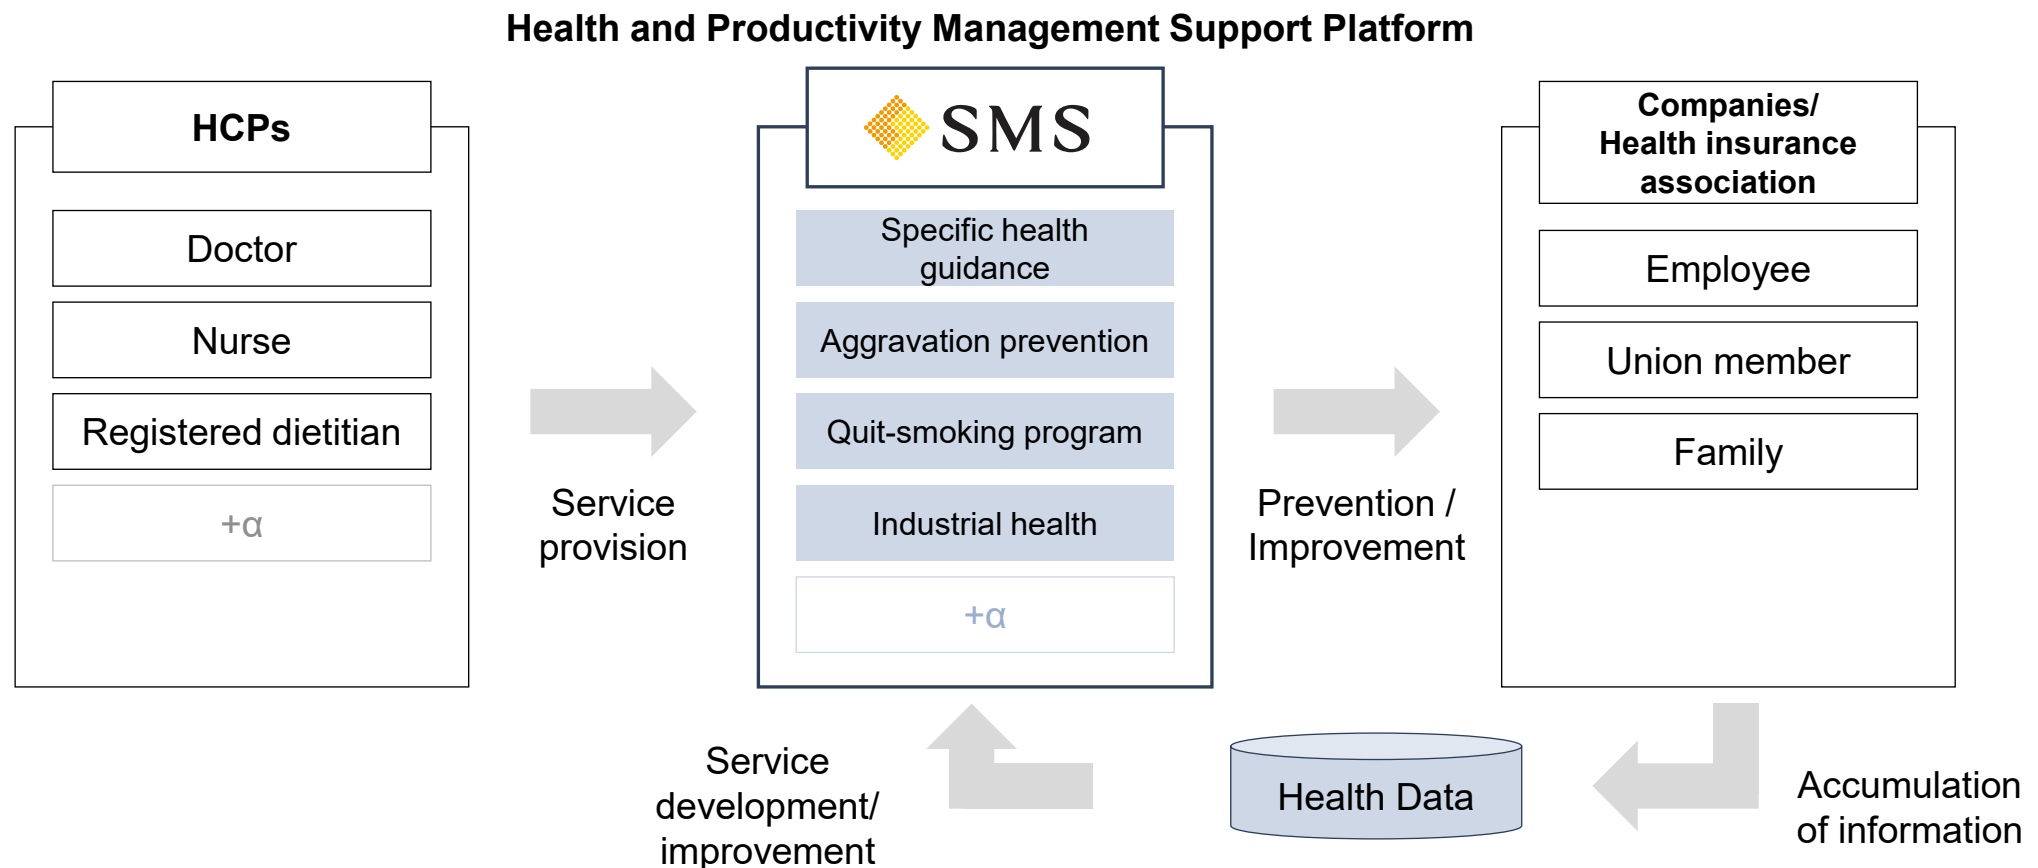 Health and Productivity Management Support Platform
HCPs
Doctor
Nurse
Registered dietitian
+α
Service
provision
SMS
Specific health
guidance
Aggravation prevention
Quit-smoking program
Industrial health
+α
Prevention /
Improvement
Companies/
Health insurance
association
Employee
Union member
Family
Service
development/
improvement
Health Data
Accumulation
of information